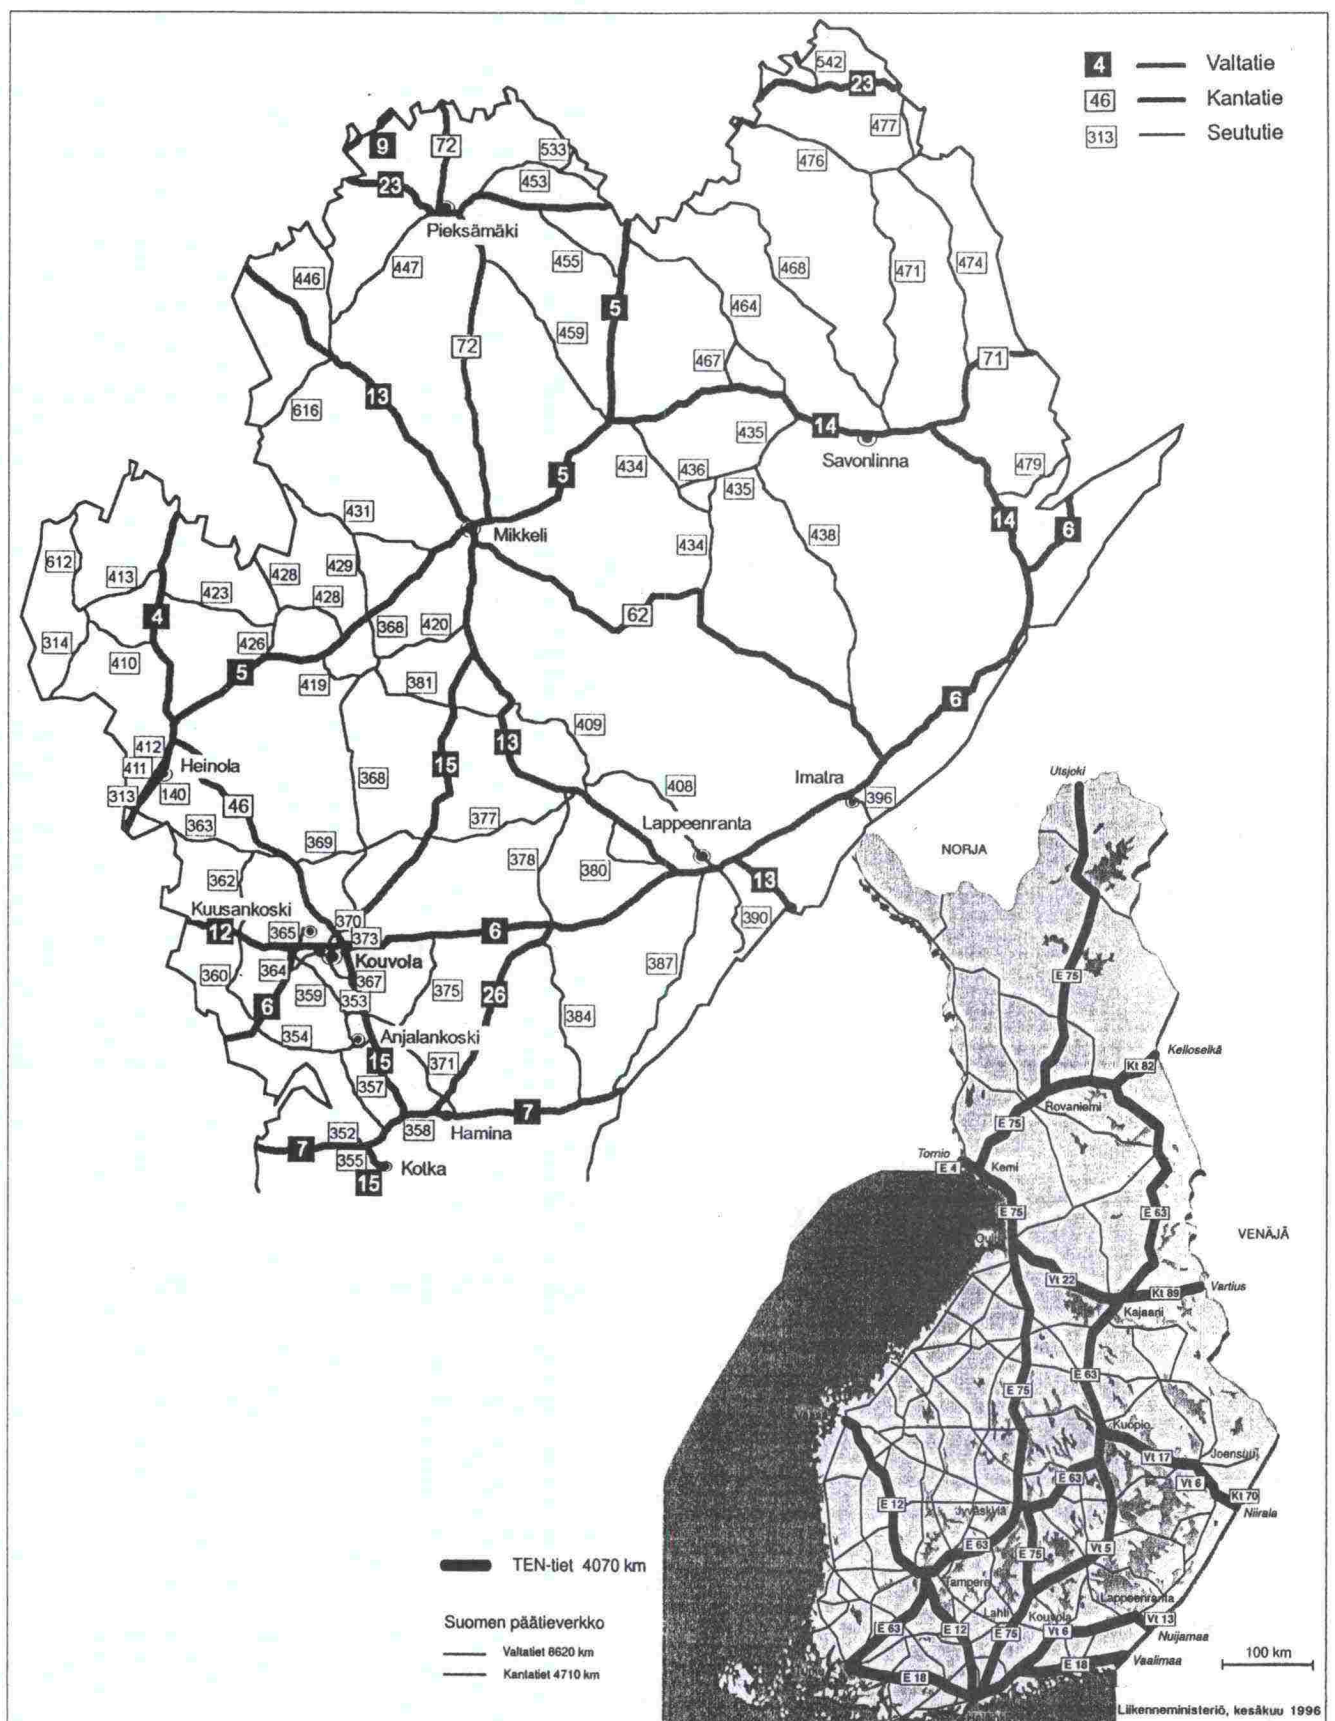 4 Valtatie
46 Kantatie
313 Seututie
542
23
477
476
9
72
533
453
23
Pieksämäki
446
447
455
468
471
474
5
464
459
72
467
71
13
616
435
14
Savonlinna
434
436
435
479
5
14
6
431
Mikkeli
438
434
612
413
428
429
423
428
4
62
368
420
314
426
410
5
419
381
6
409
13
412
Heinola
15
411
Imatra
368
408
313
140
46
396
Utsjoki
377
Lappeenranta
363
369
378
380
NORJA
362
13
Kuusankoski
370
390
12
365
373
6
Kouvola
387
360
364
367
375
26
E 75
6
359
353
384
354
Anjalankoski
15
371
Kelloselkä
Kt 82
357
Rovaniemi
7
352
358
Hamina
E 75
7
355
Kotka
Tornio
E 4
Kemi
15
E 75
E 63
VENÄJÄ
Vt 22
Kt 89
Vartius
Kajaani
E 63
E 75
Kuopio
Vt 17
Joensuu
E 63
Vt 6
Kt 70
E 12
Jyväskylä
Niirala
E 63
E 75
Vt 5
TEN-tiet 4070 km
Tampere
Lappeenranta
Lahti
Kouvola
Vt 13
Suomen päätieverkko
E 63
E 12
E 75
Vt 6
Nuijamaa
Valtatiet 8620 km
Vaalimaa
100 km
Kantatiet 4710 km
Turku
E 18
E 18
Liikenneministeriö, kesäkuu 1996